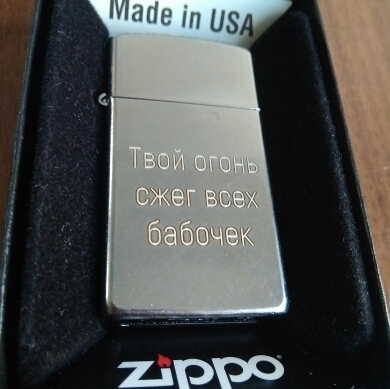 Made in USA
Твой огонь
сжег всех
бабочек
zippo